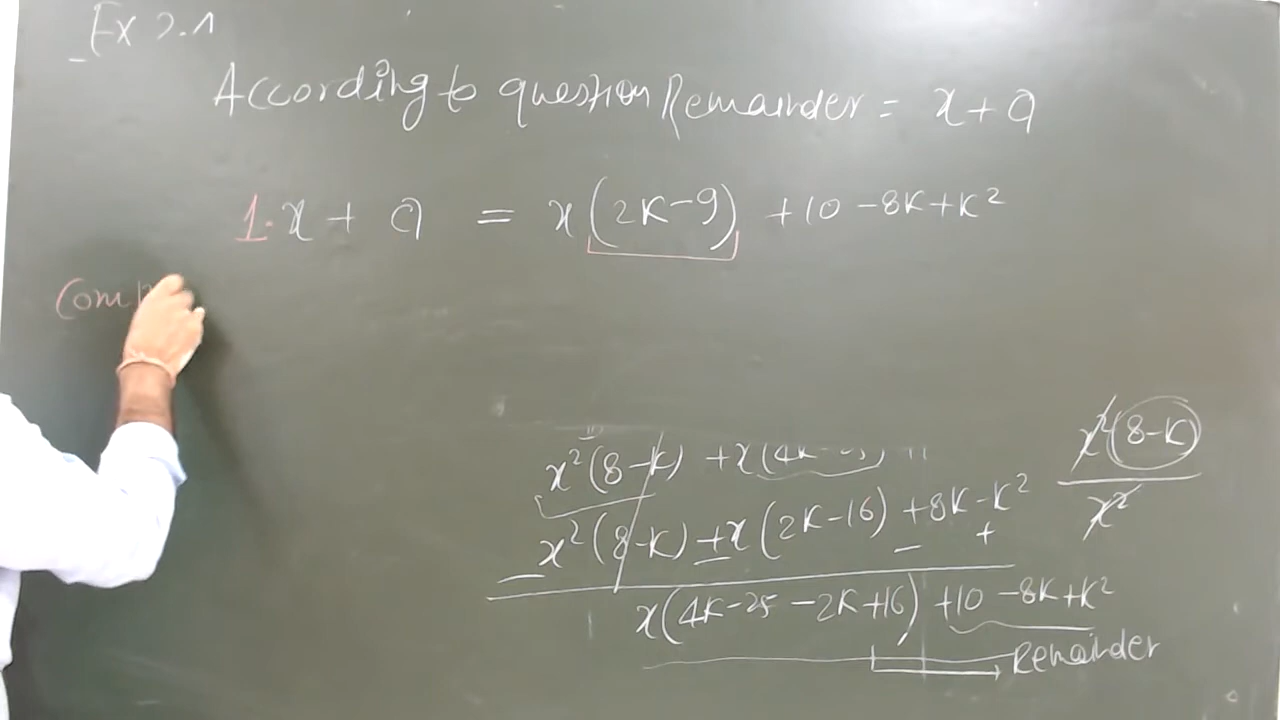 Ex 2.1
According to question Remainder = x + a
1. x + a = x(2K-9) + 10 - 8K + K²
Com
x²(8-K) + x(4K-
x²(8-K) + x(2K-16) + 8K - K²
- - - +
x(4K-25 - 2K+16) + 10 - 8K + K²
Remainder
x²(8-K)
x²